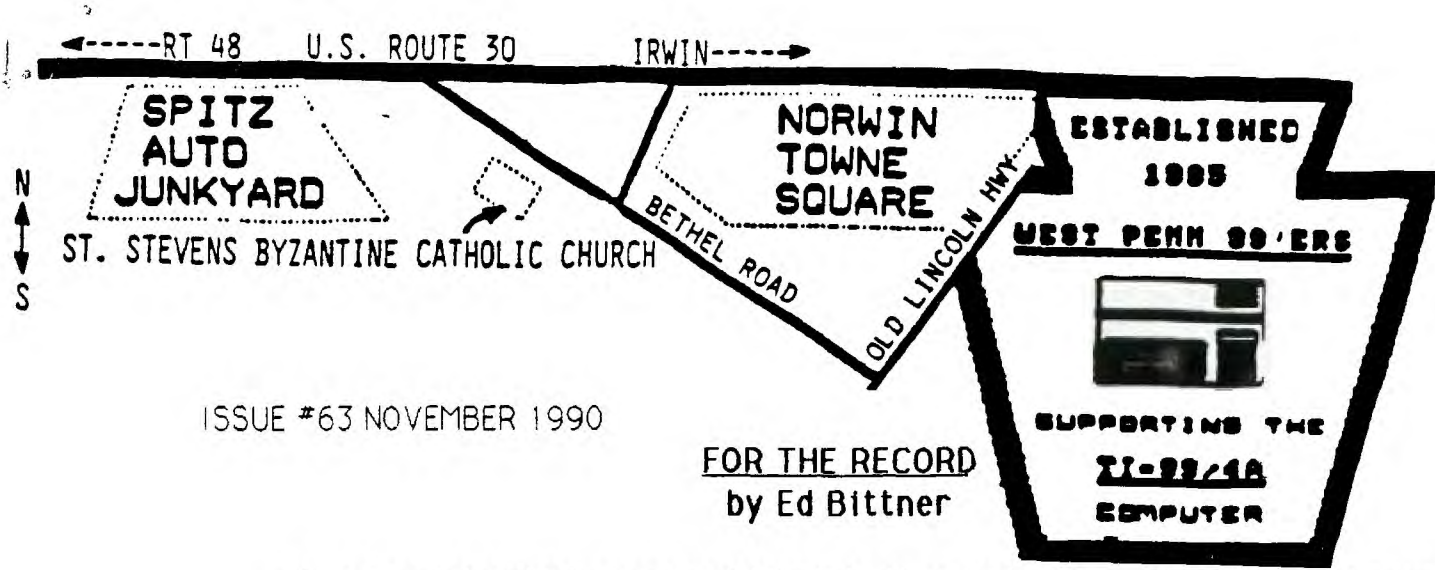 RT 48 U.S. ROUTE 30 IRWIN
SPITZ
AUTO
JUNKYARD
N
S
ST. STEVENS BYZANTINE CATHOLIC CHURCH
BETHEL ROAD
NORWIN
TOWNE
SQUARE
OLD LINCOLN HWY
ESTABLISHED
1985
WEST PENN 99'ERS
SUPPORTING THE
TI-99/4A
COMPUTER
ISSUE #63 NOVEMBER 1990
FOR THE RECORD
by Ed Bittner